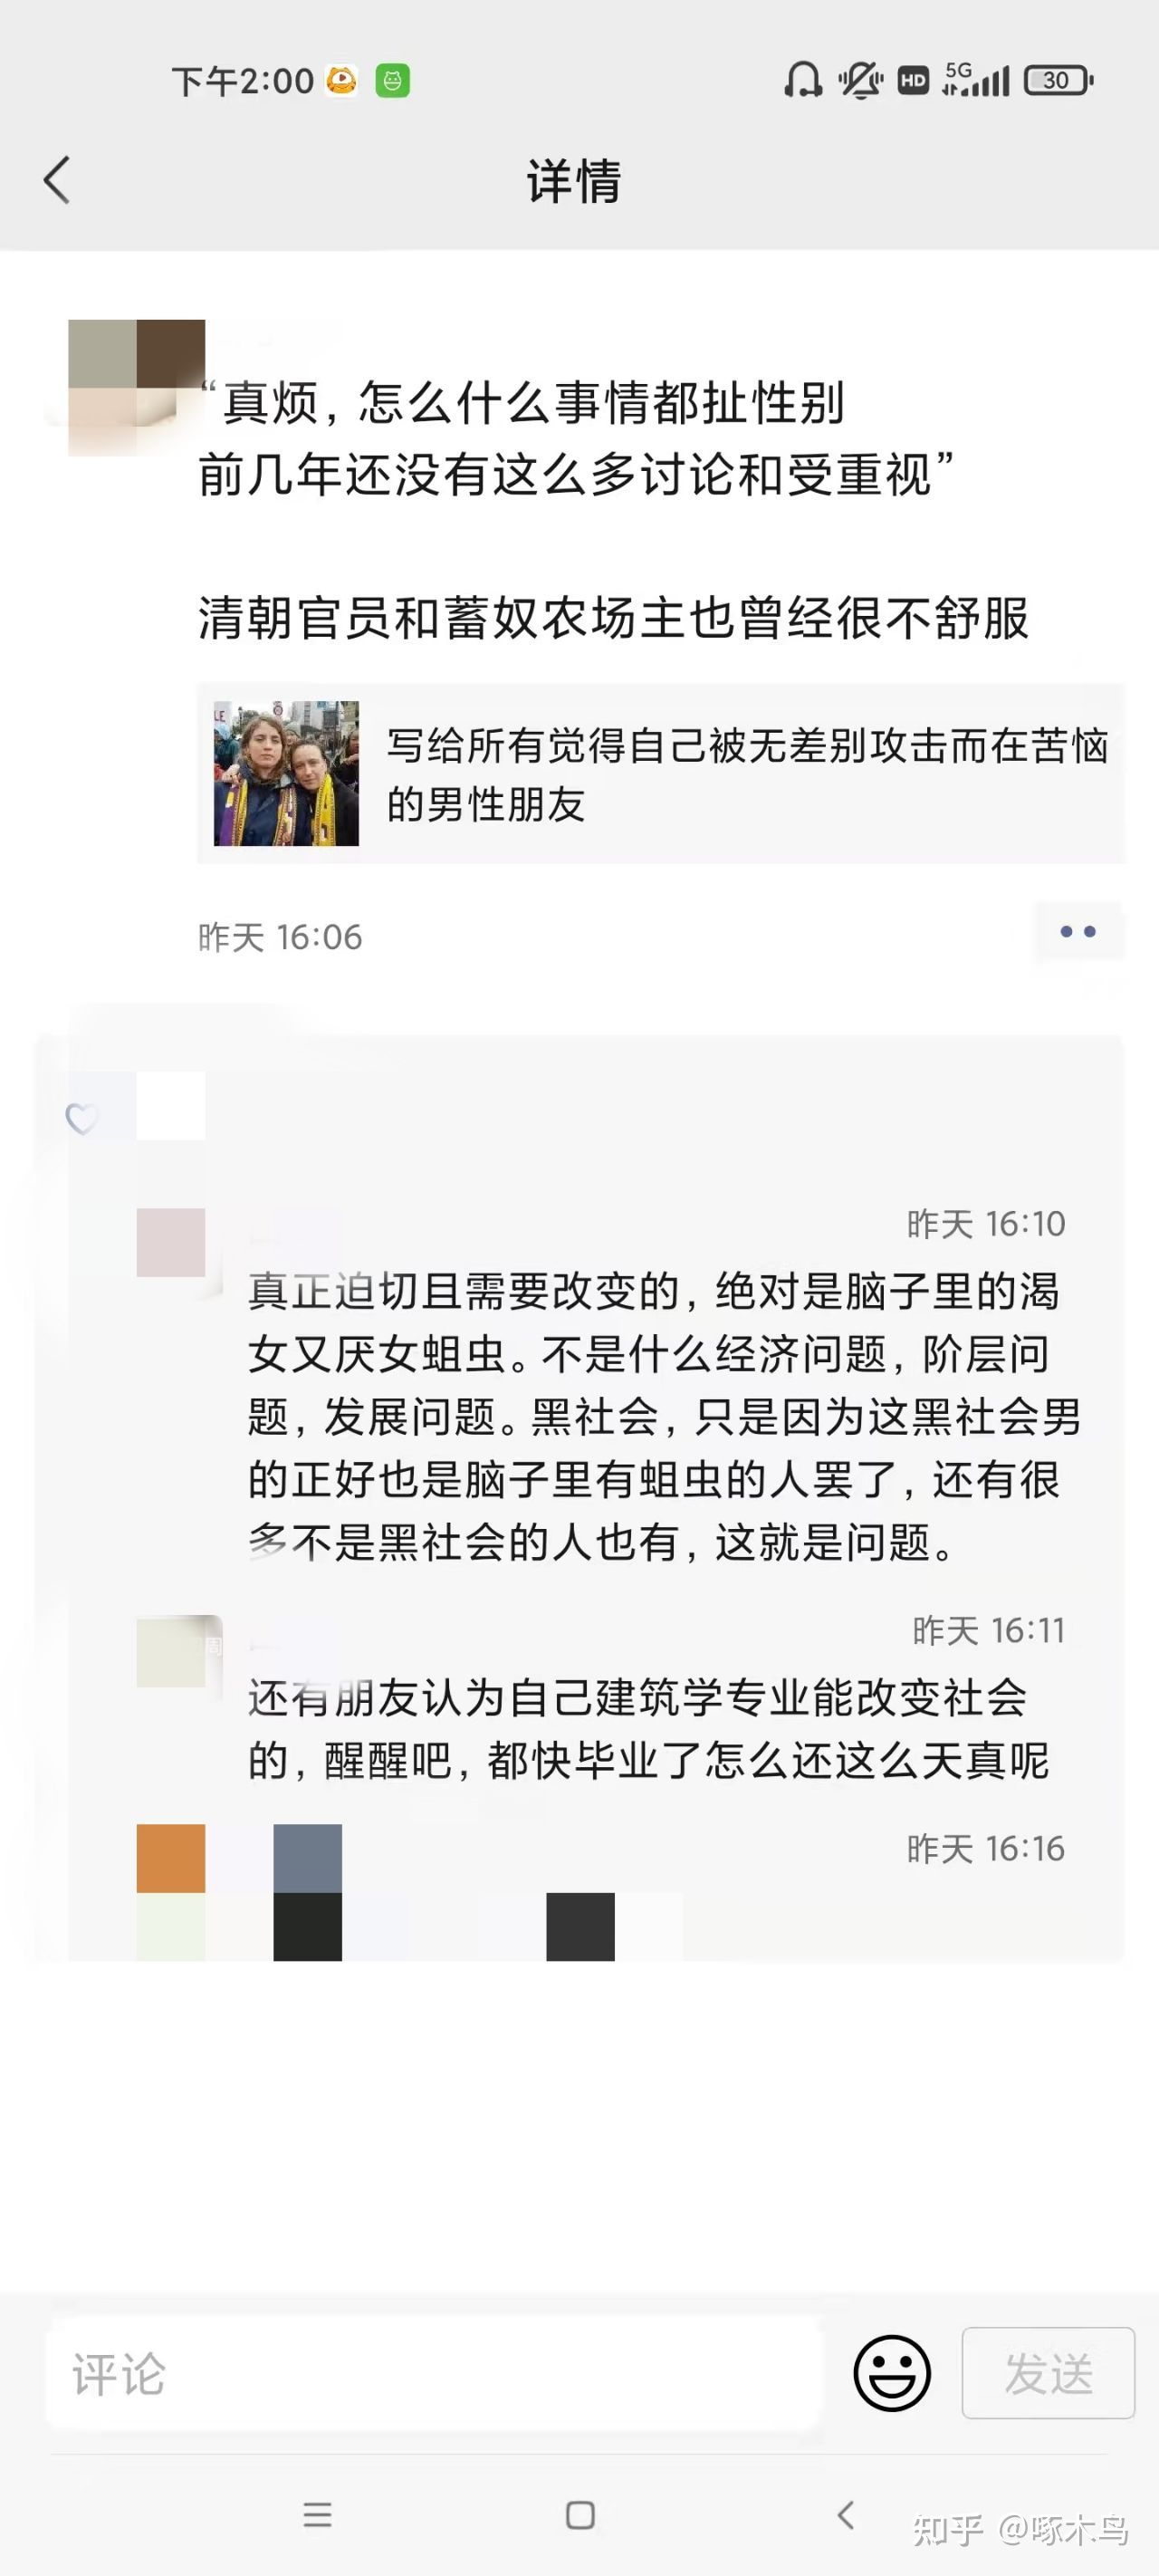 下午2:00
HD 5G 30
详情
“真烦，怎么什么事情都扯性别
前几年还没有这么多讨论和受重视”
清朝官员和蓄奴农场主也曾经很不舒服
写给所有觉得自己被无差别攻击而在苦恼
的男性朋友
昨天 16:06
昨天 16:10
真正迫切且需要改变的，绝对是脑子里的渴
女又厌女蛆虫。不是什么经济问题，阶层问
题，发展问题。黑社会，只是因为这黑社会男
的正好也是脑子里有蛆虫的人罢了，还有很
多不是黑社会的人也有，这就是问题。
昨天 16:11
还有朋友认为自己建筑学专业能改变社会
的，醒醒吧，都快毕业了怎么还这么天真呢
昨天 16:16
评论
发送
知乎 @啄木鸟